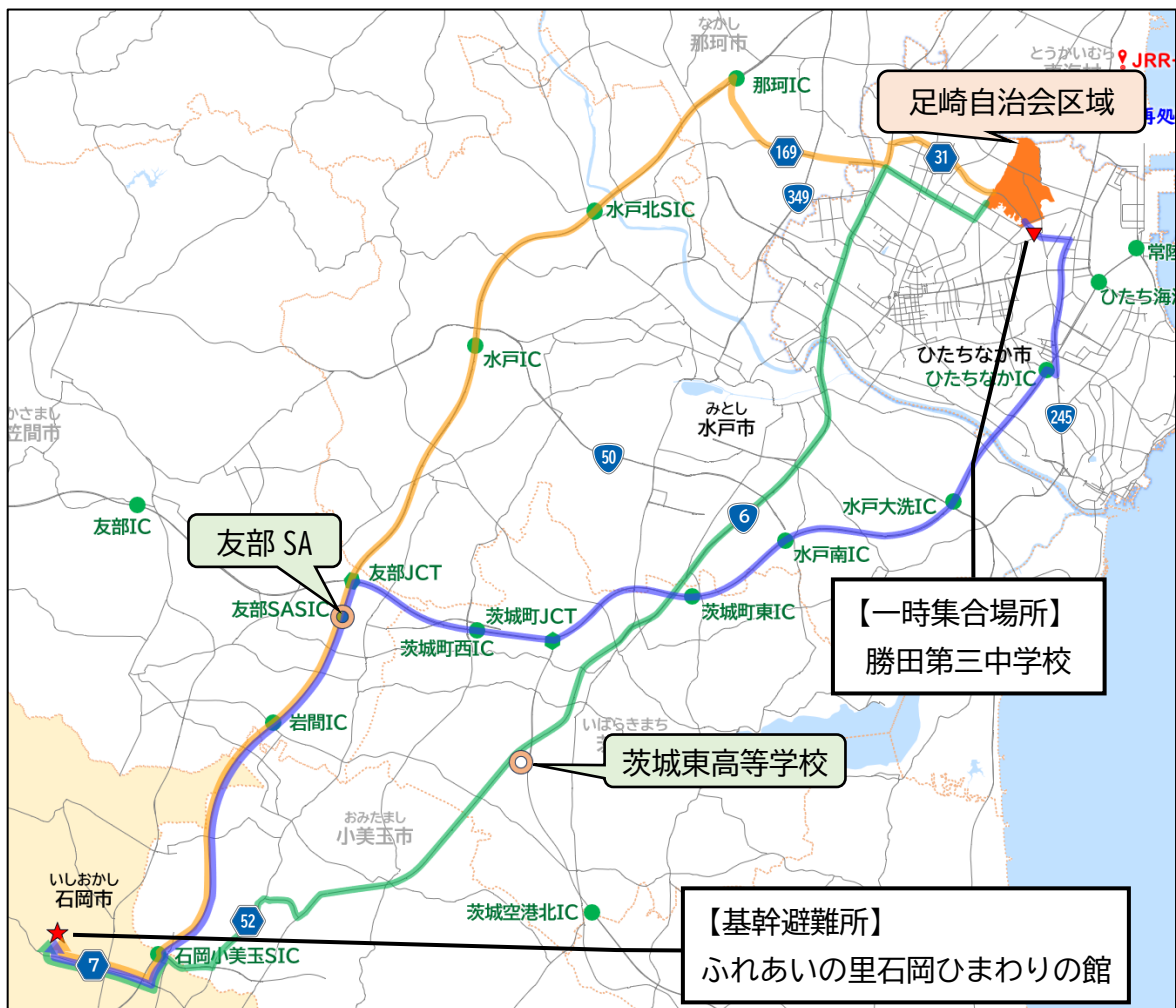 なかし
那珂市
とうかいむら
JRR-
那珂IC
足崎自治会区域
再処
169
31
349
水戸北SIC
常陸
ひたち海浜
水戸IC
ひたちなか市
ひたちなかIC
みとし
水戸市
かさまし
笠間市
245
50
水戸大洗IC
友部IC
6
友部 SA
水戸南IC
友部JCT
友部SASIC
茨城町JCT
茨城町東IC
茨城町西IC
【一時集合場所】
勝田第三中学校
岩間IC
いばらきまち
茨城東高等学校
おみたまし
小美玉市
いしおかし
石岡市
茨城空港北IC
52
【基幹避難所】
ふれあいの里石岡ひまわりの館
石岡小美玉SIC
7